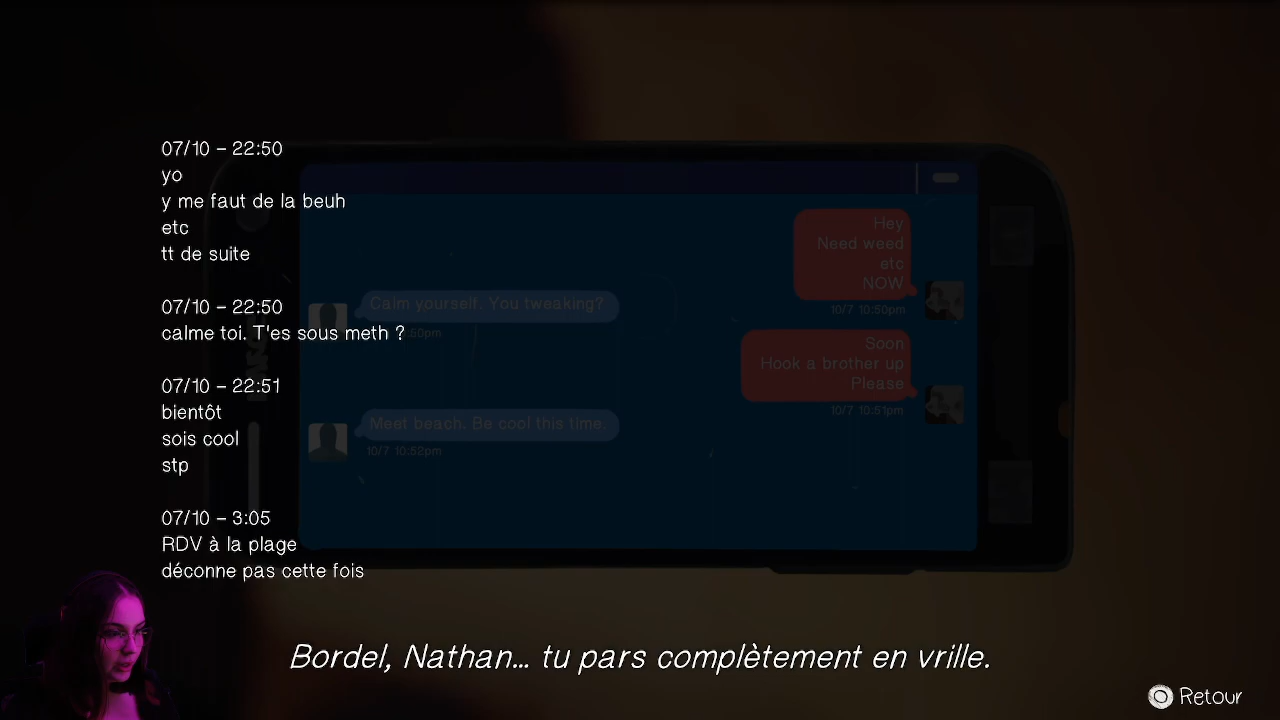 07/10 - 22:50
yo
y me faut de la beuh
etc
tt de suite
07/10 - 22:50
calme toi. T'es sous meth ?
07/10 - 22:51
bientôt
sois cool
stp
07/10 - 3:05
RDV à la plage
déconne pas cette fois
Hey
Need weed
etc
NOW
10/7 10:50pm
Calm yourself. You tweaking?
:50pm
Soon
Hook a brother up
Please
10/7 10:51pm
Meet beach. Be cool this time.
10/7 10:52pm
Bordel, Nathan... tu pars complètement en vrille.
Retour